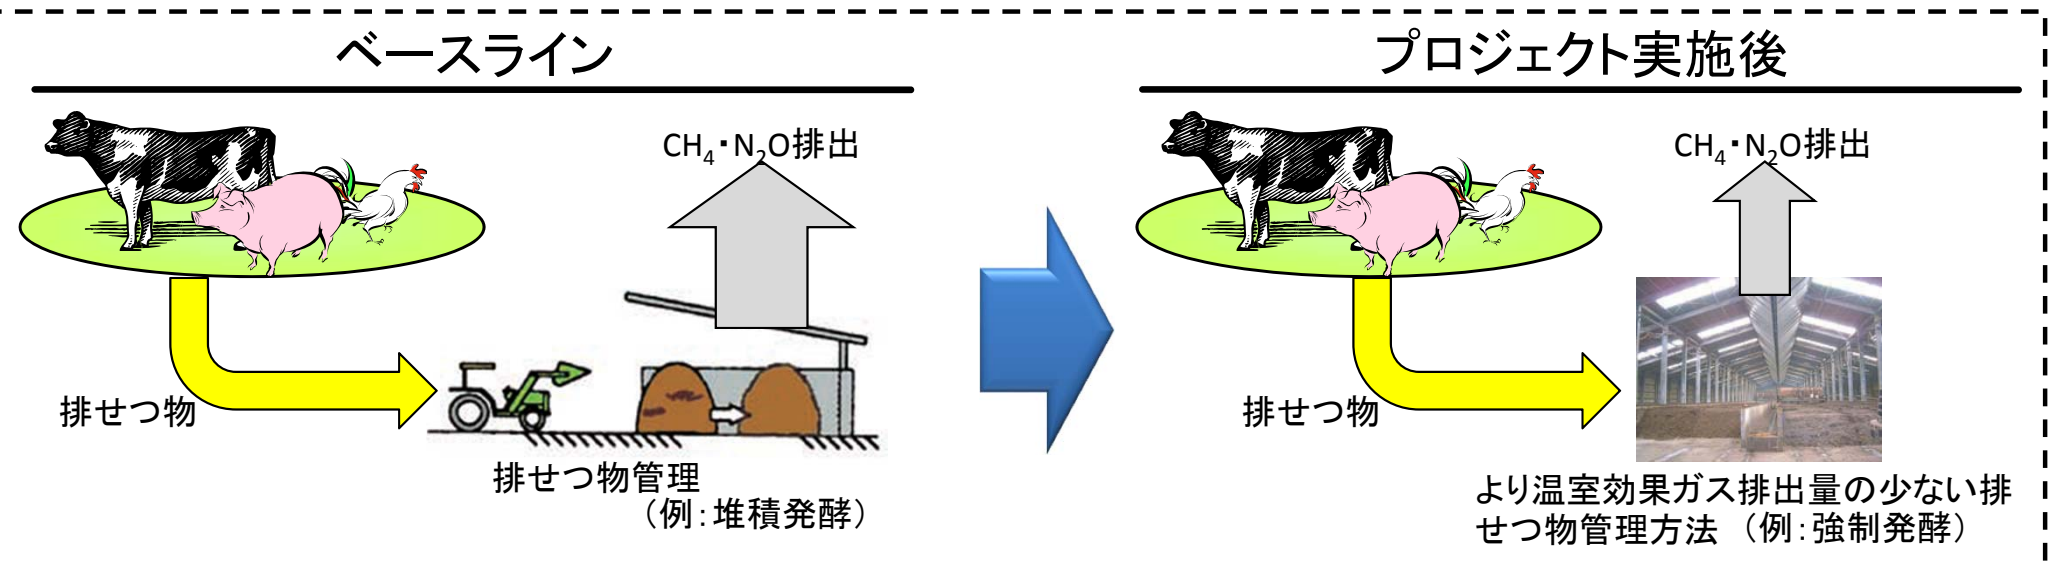 ベースライン
CH₄・N₂O排出
排せつ物
排せつ物管理
（例：堆積発酵）
プロジェクト実施後
CH₄・N₂O排出
排せつ物
より温室効果ガス排出量の少ない排
せつ物管理方法（例：強制発酵）